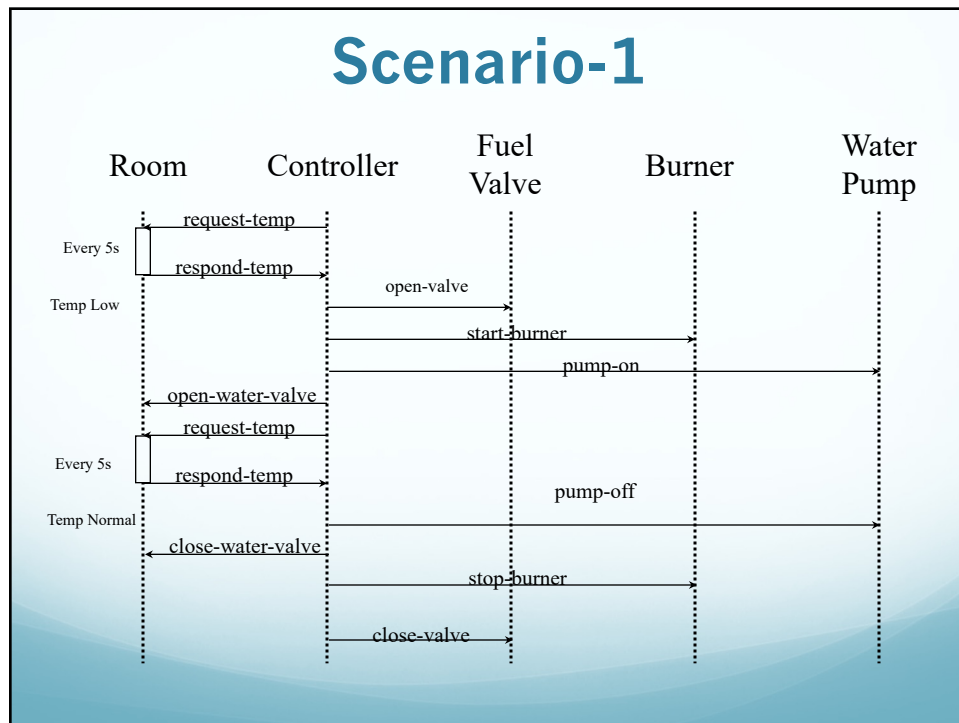 Scenario-1
Room
Controller
Fuel
Valve
Burner
Water
Pump
request-temp
Every 5s
respond-temp
open-valve
Temp Low
start-burner
pump-on
open-water-valve
request-temp
Every 5s
respond-temp
pump-off
Temp Normal
close-water-valve
stop-burner
close-valve